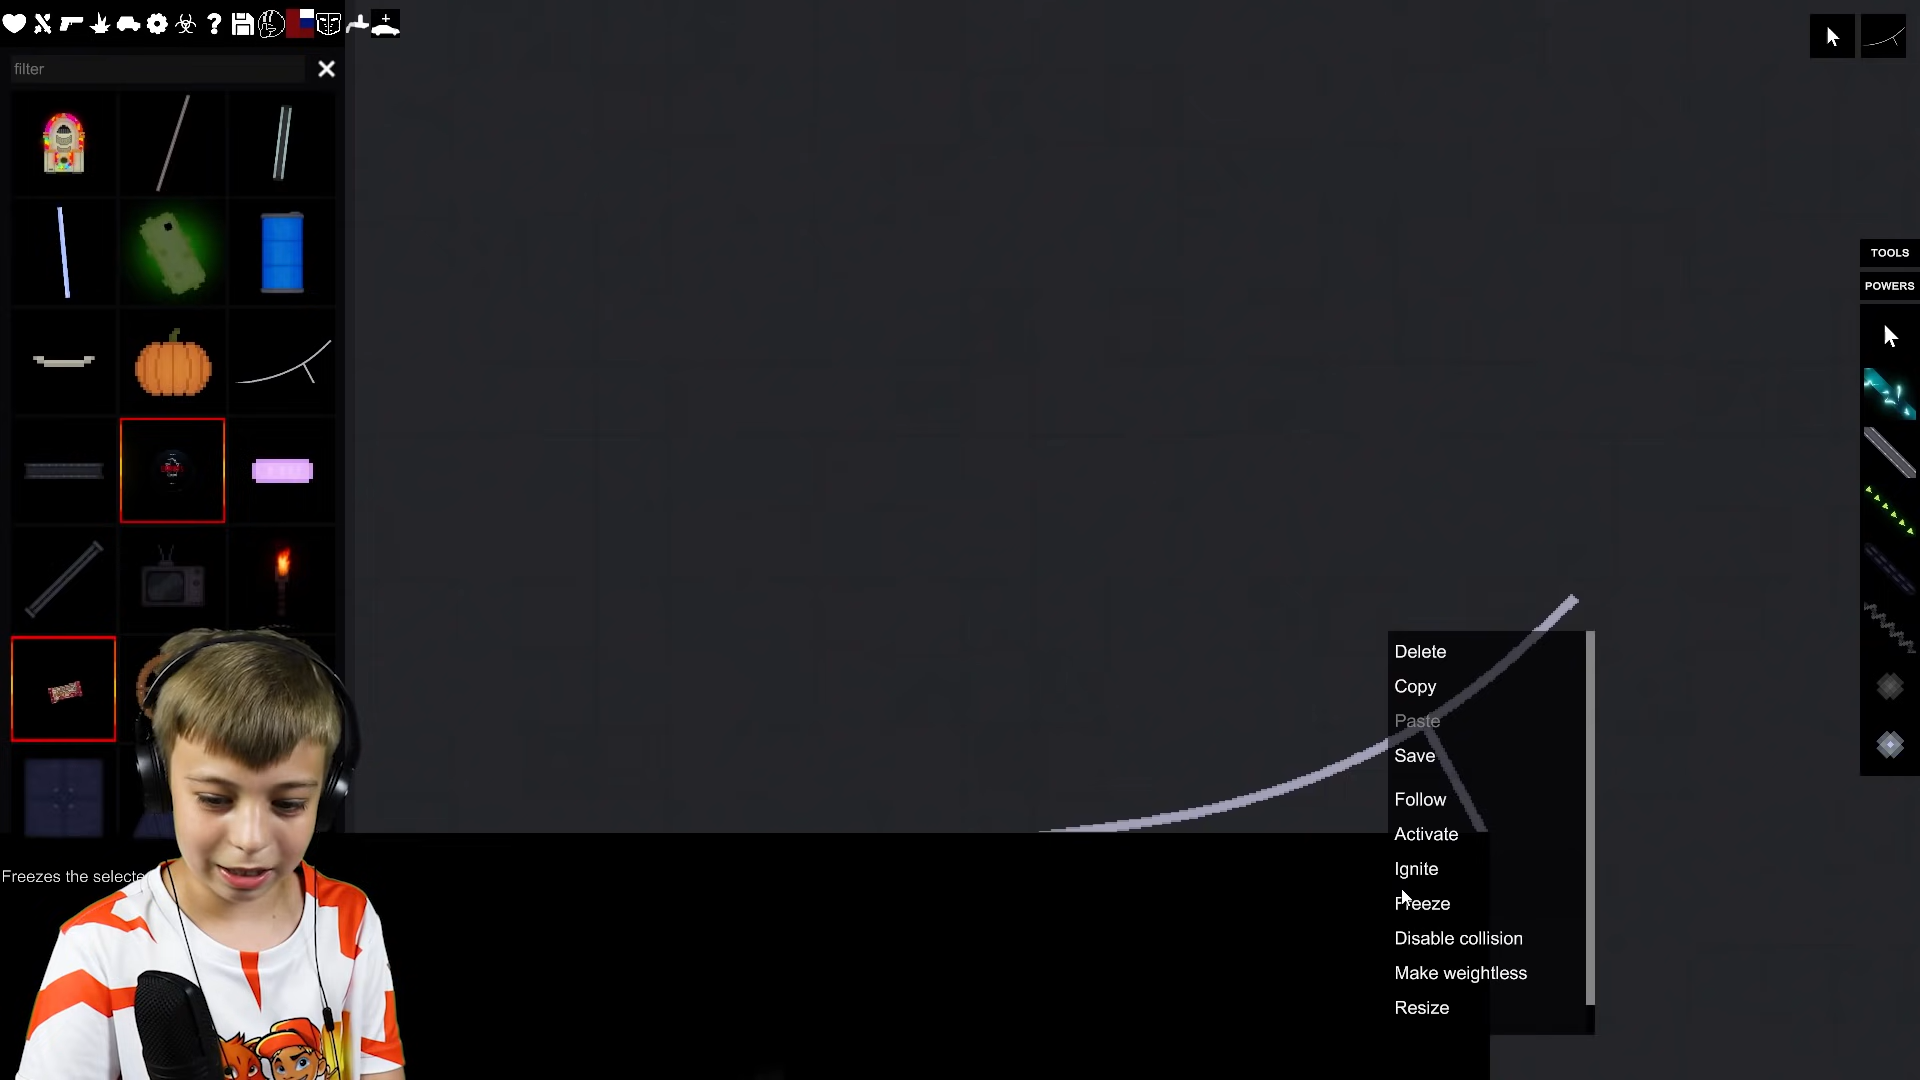 filter
TOOLS
POWERS
Delete
Copy
Paste
Save
Follow
Activate
Ignite
Freeze
Disable collision
Make weightless
Resize
Freezes the selecte